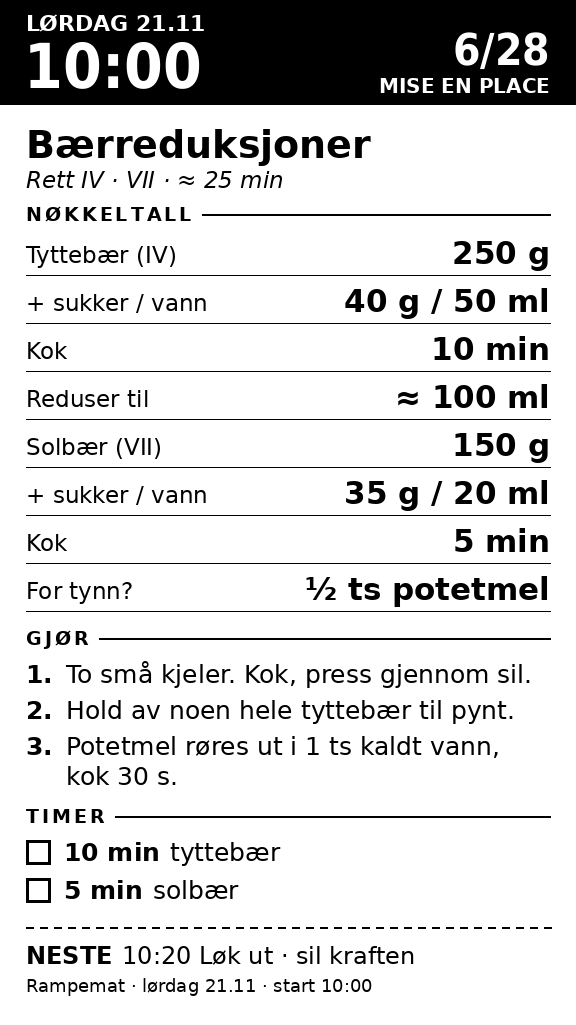 LØRDAG 21.11
10:00
6/28
MISE EN PLACE
Bærreduksjoner
Rett IV · VII · ≈ 25 min
NØKKELTALL
Tyttebær (IV) 250 g
+ sukker / vann 40 g / 50 ml
Kok 10 min
Reduser til ≈ 100 ml
Solbær (VII) 150 g
+ sukker / vann 35 g / 20 ml
Kok 5 min
For tynn? ½ ts potetmel
GJØR
1. To små kjeler. Kok, press gjennom sil.
2. Hold av noen hele tyttebær til pynt.
3. Potetmel røres ut i 1 ts kaldt vann,
kok 30 s.
TIMER
10 min tyttebær
5 min solbær
NESTE 10:20 Løk ut · sil kraften
Rampemat · lørdag 21.11 · start 10:00